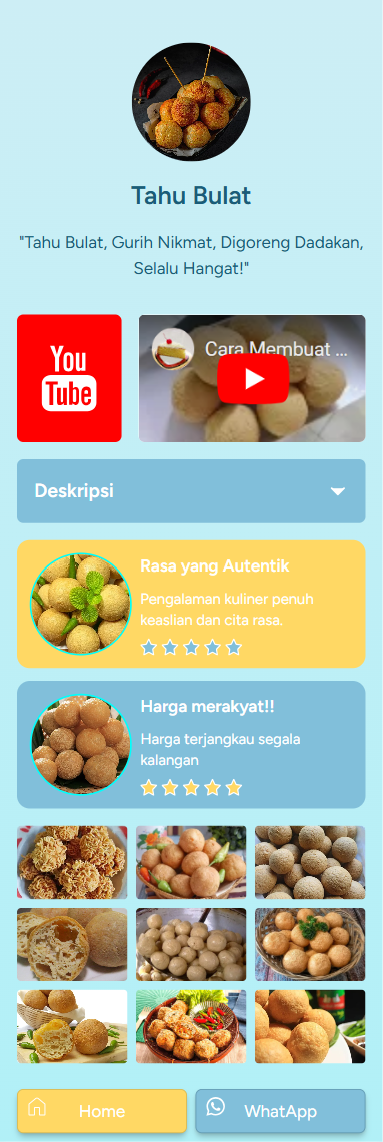 Tahu Bulat
"Tahu Bulat, Gurih Nikmat, Digoreng Dadakan,
Selalu Hangat!"
You
Tube
Cara Membuat ...
Deskripsi
Rasa yang Autentik
Pengalaman kuliner penuh
keaslian dan cita rasa.
Harga merakyat!!
Harga terjangkau segala
kalangan
Home
WhatApp